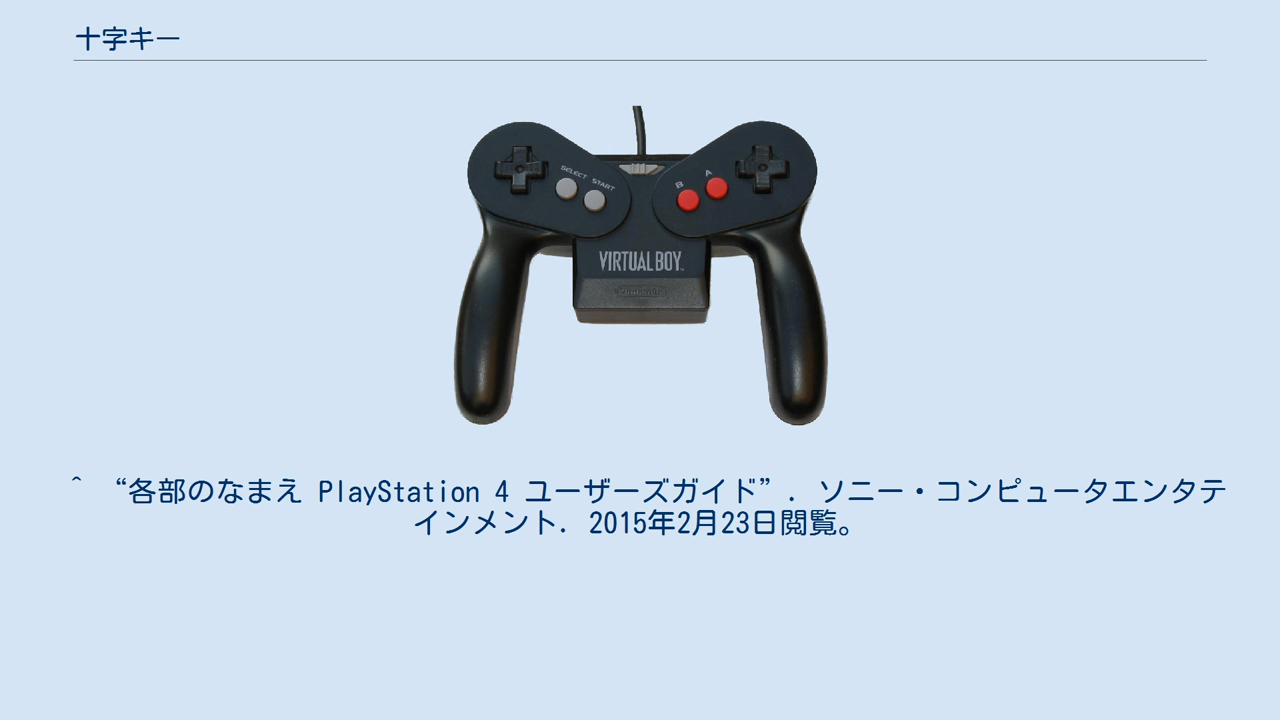 十字キー
SELECT START
B A
VIRTUAL BOY
Nintendo
^ “各部のなまえ PlayStation 4 ユーザーズガイド”. ソニー・コンピュータエンタテ
インメント. 2015年2月23日閲覧。